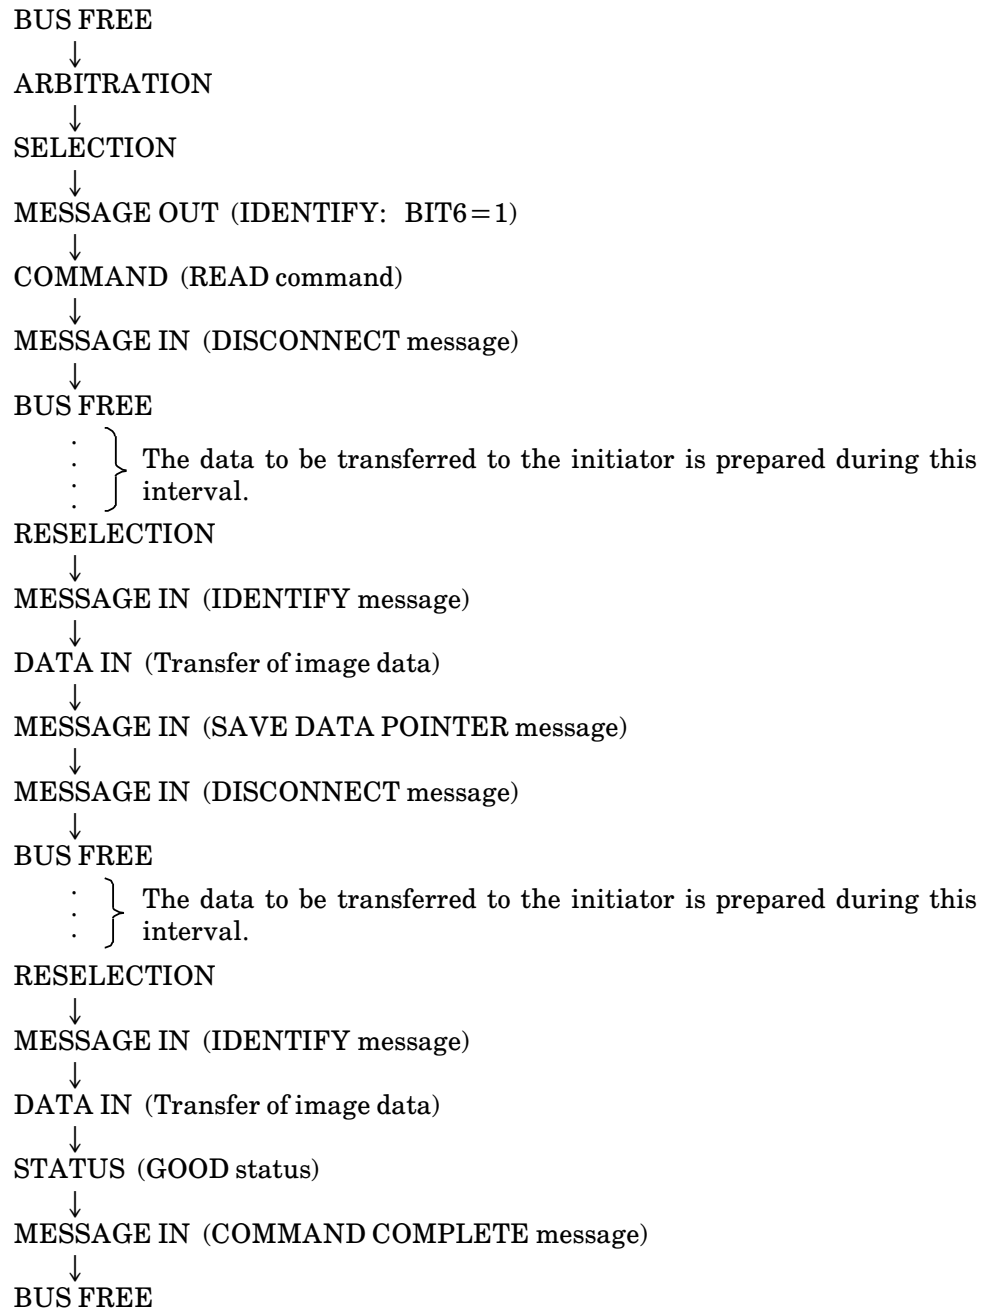 BUS FREE
↓
ARBITRATION
↓
SELECTION
↓
MESSAGE OUT (IDENTIFY: BIT6=1)
↓
COMMAND (READ command)
↓
MESSAGE IN (DISCONNECT message)
↓
BUS FREE
The data to be transferred to the initiator is prepared during this
interval.
RESELECTION
↓
MESSAGE IN (IDENTIFY message)
↓
DATA IN (Transfer of image data)
↓
MESSAGE IN (SAVE DATA POINTER message)
↓
MESSAGE IN (DISCONNECT message)
↓
BUS FREE
The data to be transferred to the initiator is prepared during this
interval.
RESELECTION
↓
MESSAGE IN (IDENTIFY message)
↓
DATA IN (Transfer of image data)
↓
STATUS (GOOD status)
↓
MESSAGE IN (COMMAND COMPLETE message)
↓
BUS FREE